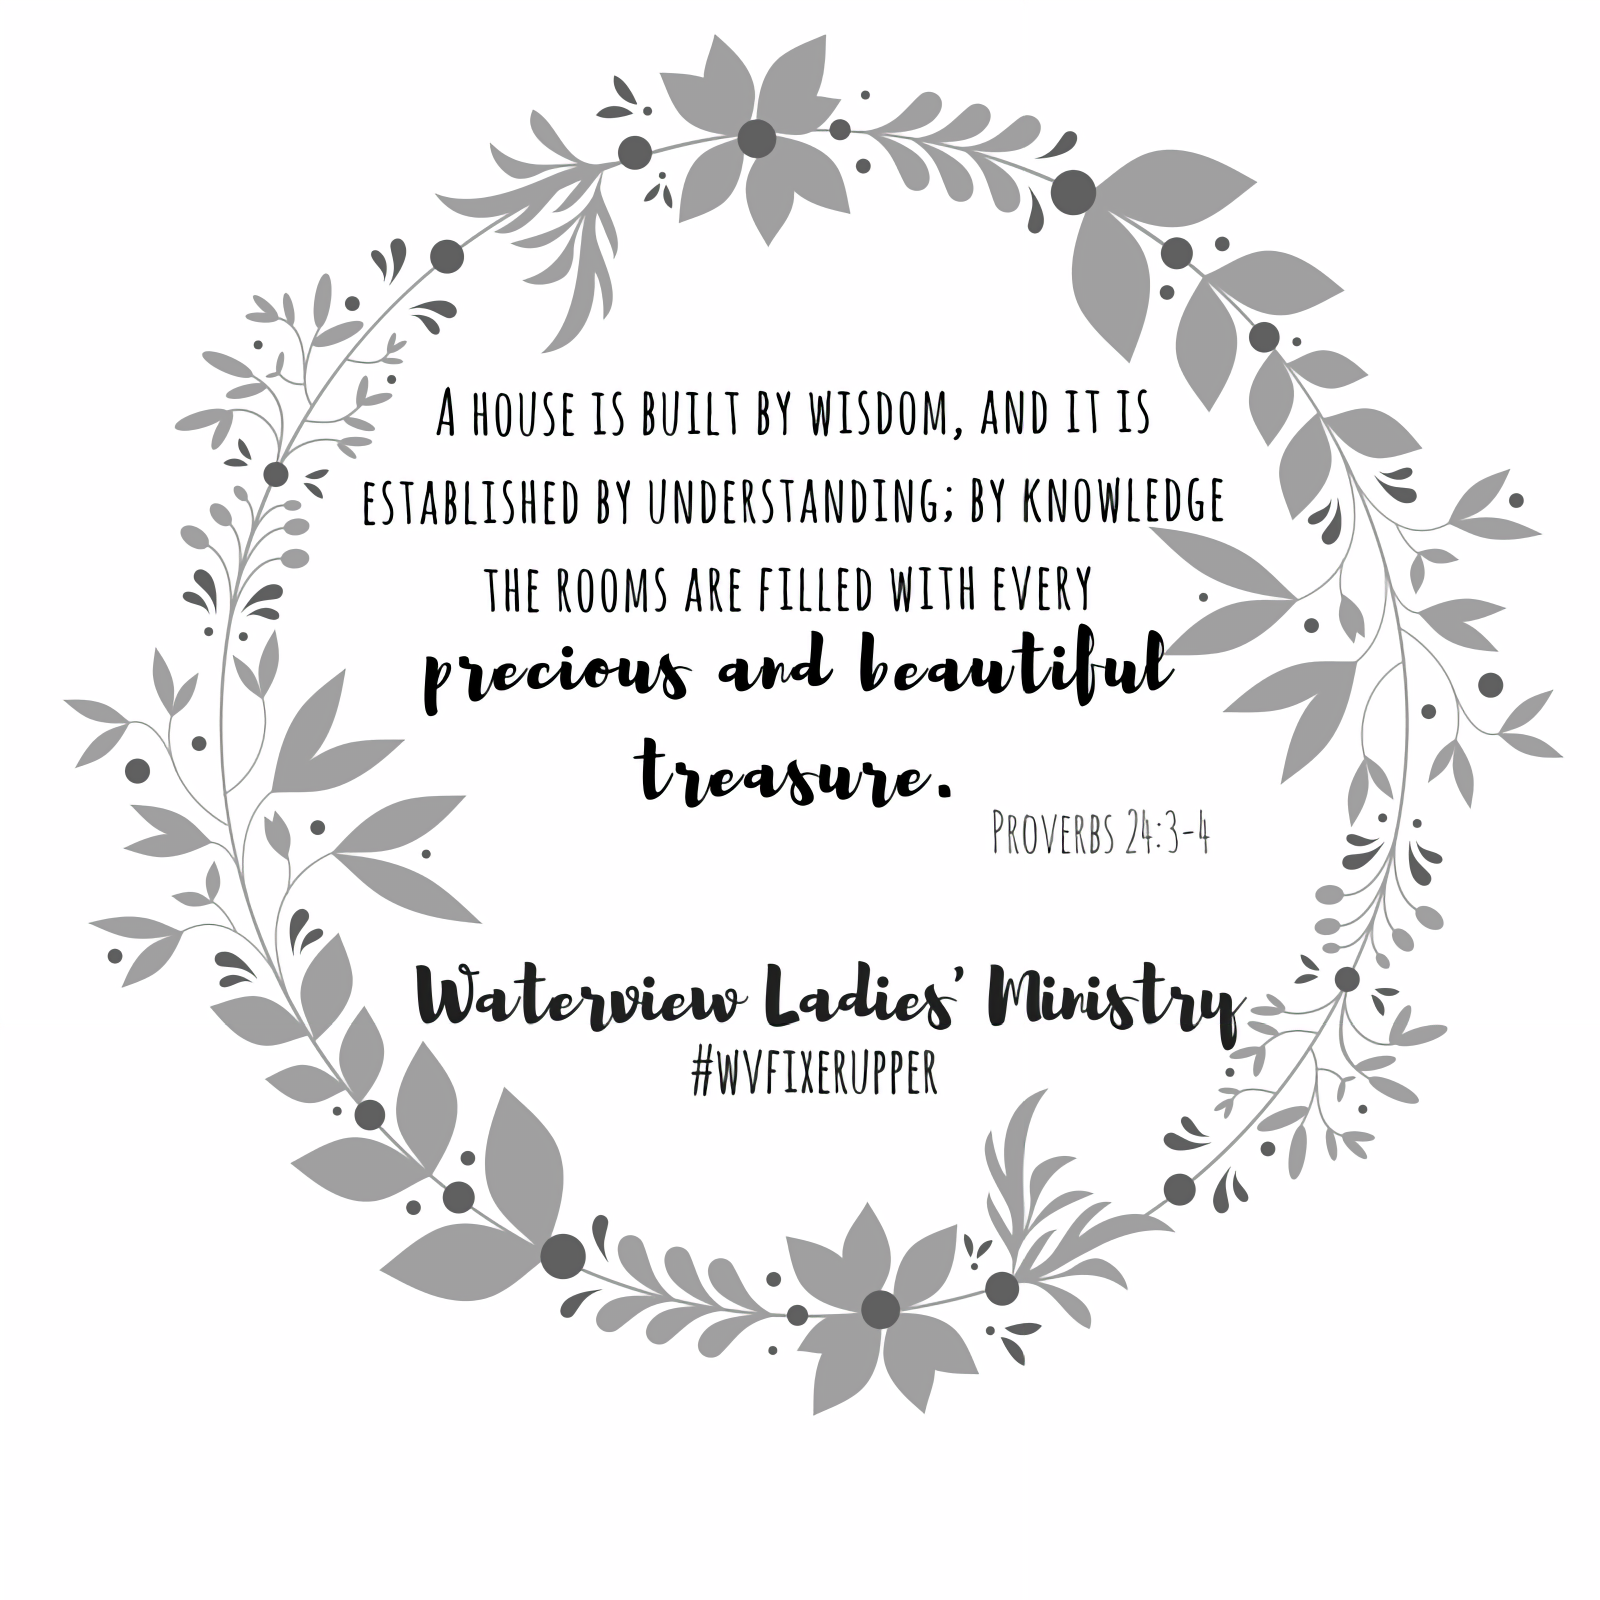 A HOUSE IS BUILT BY WISDOM, AND IT IS
ESTABLISHED BY UNDERSTANDING; BY KNOWLEDGE
THE ROOMS ARE FILLED WITH EVERY
precious and beautiful
treasure.
PROVERBS 24:3-4
Waterview Ladies' Ministry
#WVFIXERUPPER